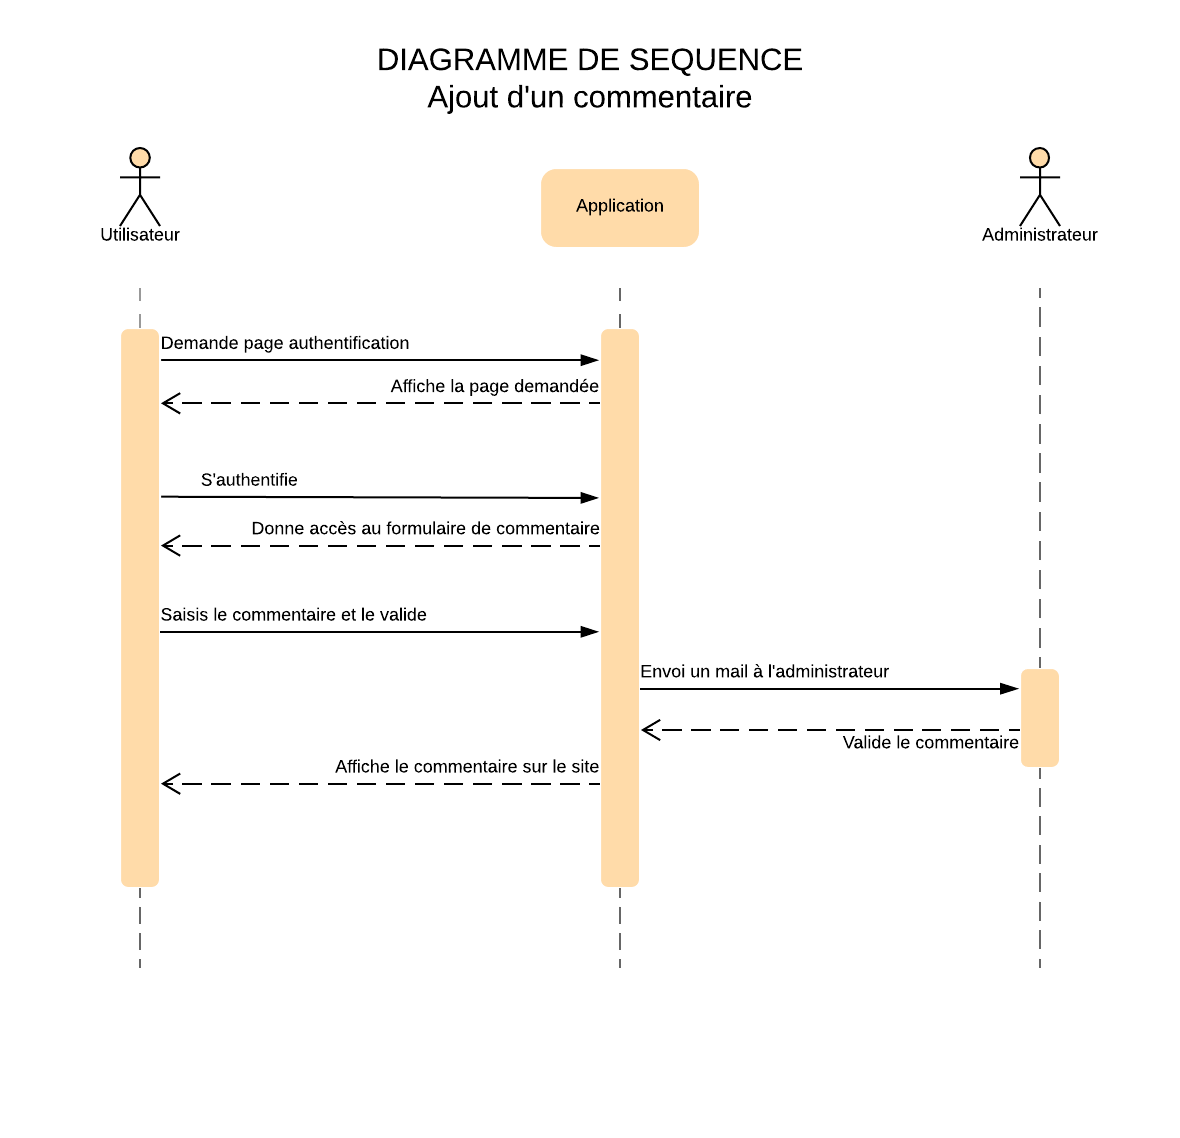 DIAGRAMME DE SEQUENCE
Ajout d'un commentaire
Utilisateur
Application
Administrateur
Demande page authentification
Affiche la page demandée
S'authentifie
Donne accès au formulaire de commentaire
Saisis le commentaire et le valide
Envoi un mail à l'administrateur
Valide le commentaire
Affiche le commentaire sur le site